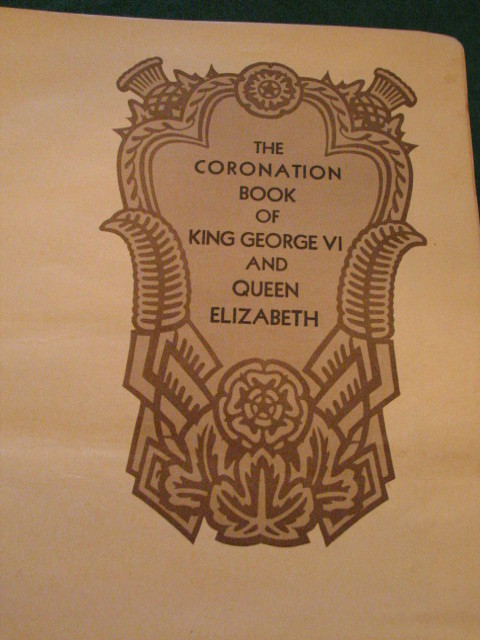 THE
CORONATION
BOOK
OF
KING GEORGE VI
AND
QUEEN
ELIZABETH